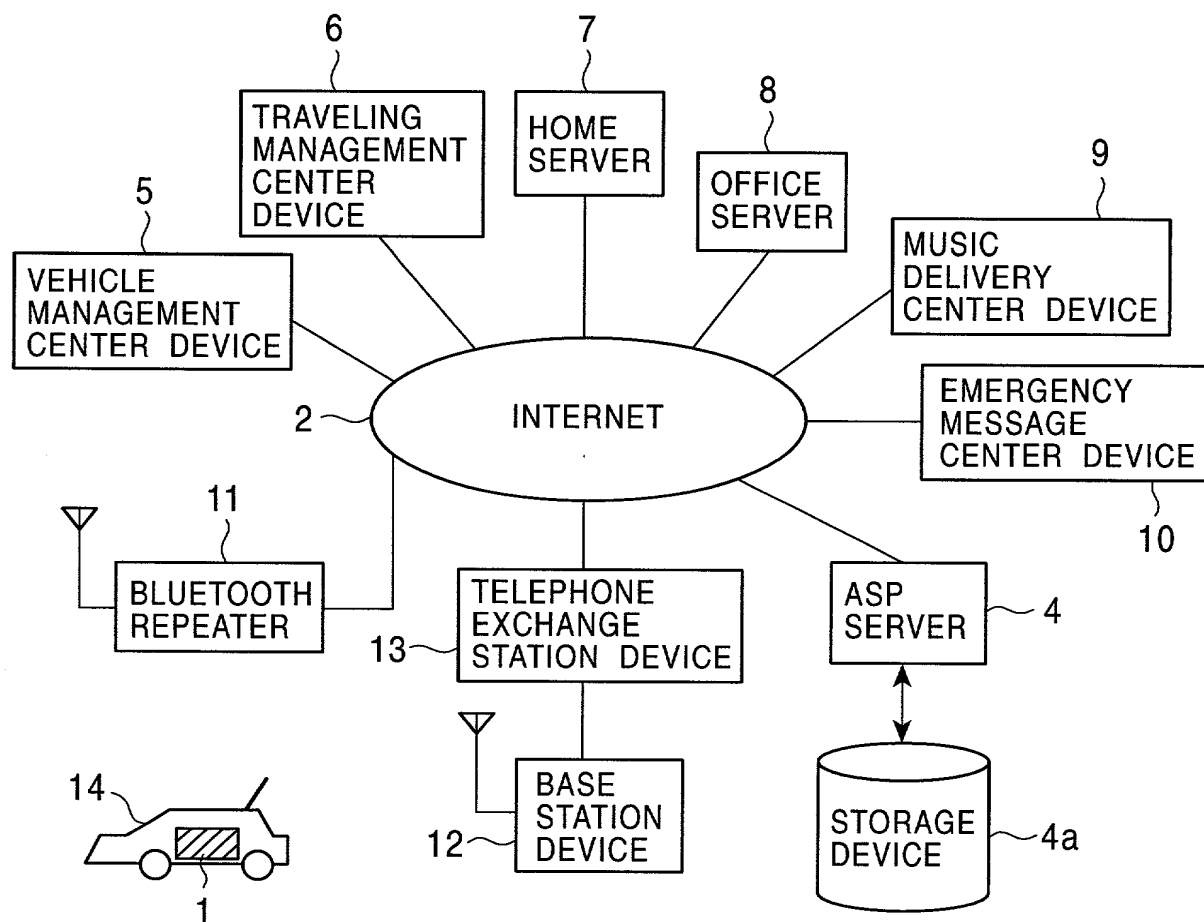 6
TRAVELING
MANAGEMENT
CENTER
DEVICE
7
HOME
SERVER
8
OFFICE
SERVER
9
MUSIC
DELIVERY
CENTER DEVICE
5
VEHICLE
MANAGEMENT
CENTER DEVICE
2
INTERNET
EMERGENCY
MESSAGE
CENTER DEVICE
10
11
BLUETOOTH
REPEATER
TELEPHONE
EXCHANGE
STATION DEVICE
13
ASP
SERVER
4
14
1
BASE
STATION
DEVICE
12
STORAGE
DEVICE
4a